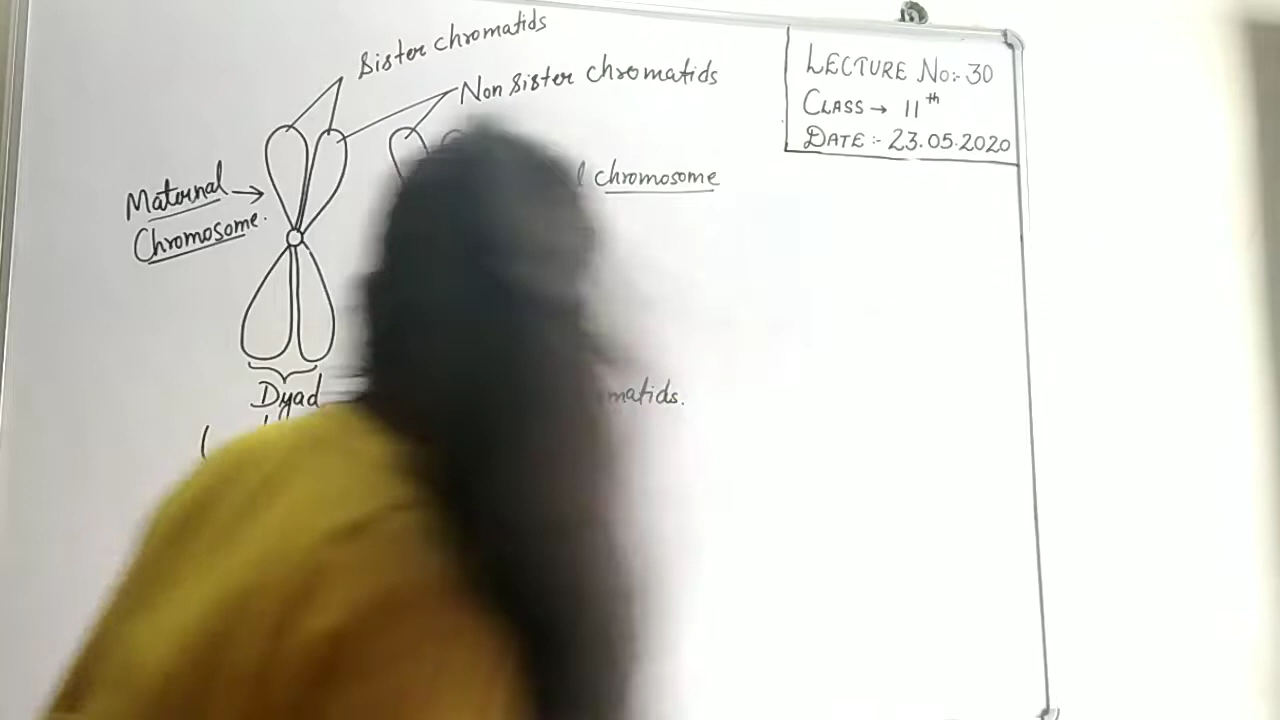 Sister chromatids
Non sister chromatids
LECTURE No:- 30
CLASS → 11th
DATE :- 23.05.2020
Maternal →
Chromosome.
chromosome
Dyad
matids.
(